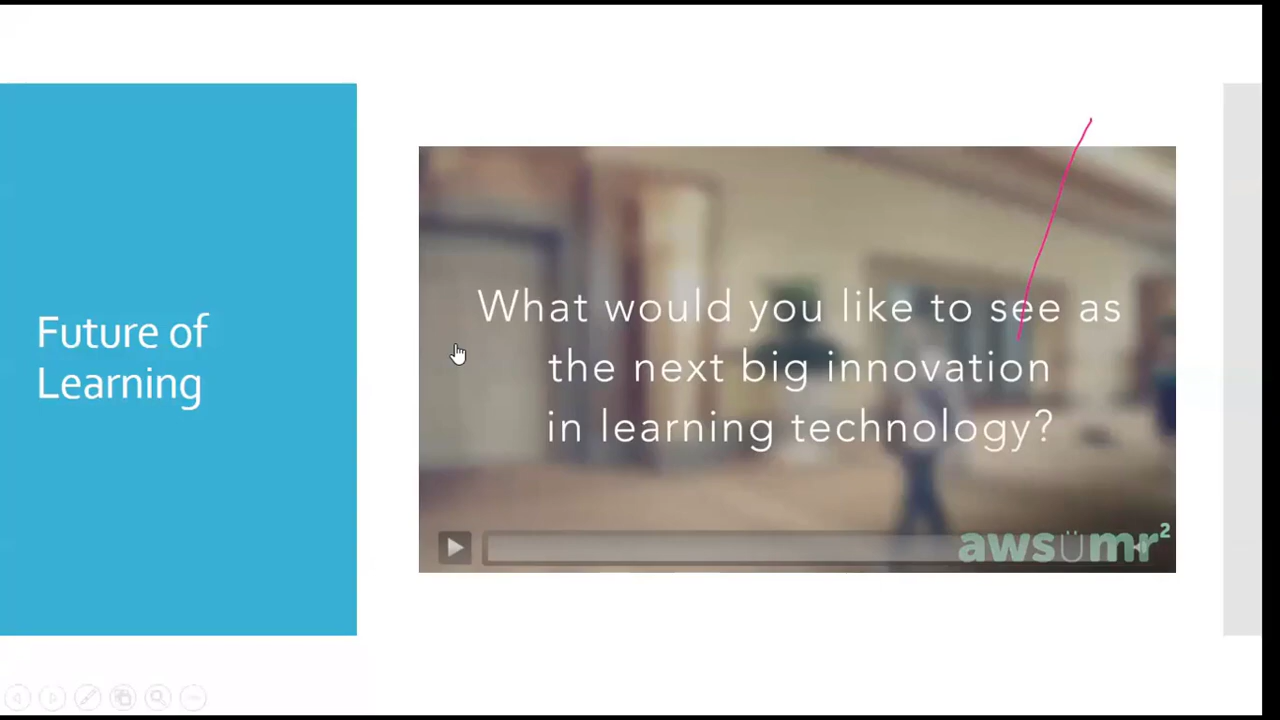 Future of
Learning
What would you like to see as
the next big innovation
in learning technology?
awsümr²